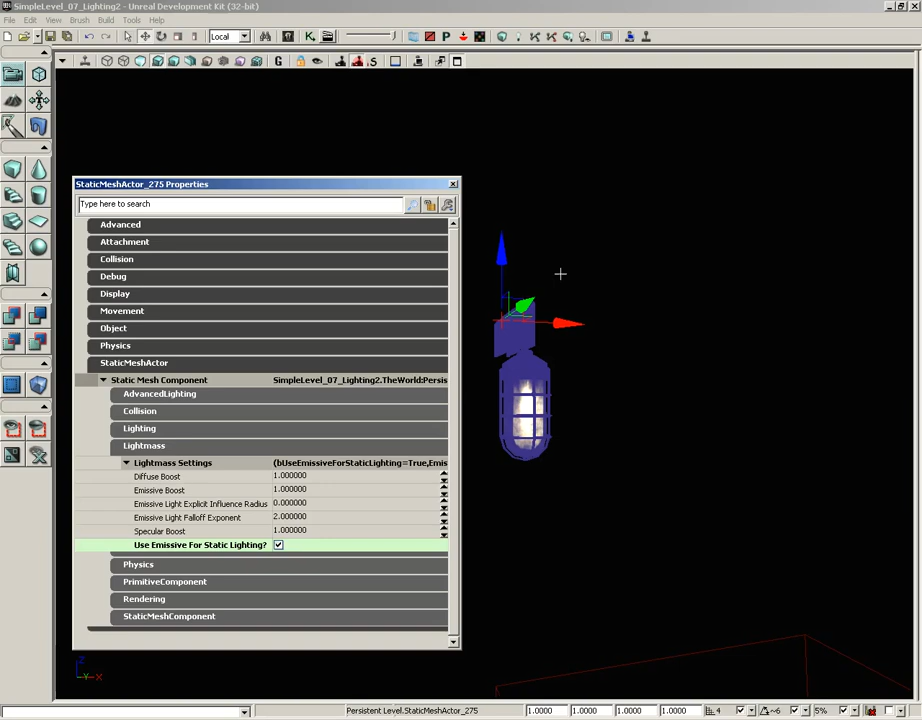 SimpleLevel_07_Lighting2 - Unreal Development Kit (32-bit)
File Edit View Brush Build Tools Help
Local
K
P
G
S
StaticMeshActor_275 Properties
Type here to search
Advanced
Attachment
Collision
Debug
Display
Movement
Object
Physics
StaticMeshActor
Static Mesh Component SimpleLevel_07_Lighting2.TheWorld:Persis
AdvancedLighting
Collision
Lighting
Lightmass
Lightmass Settings (bUseEmissiveForStaticLighting=True,Emis
Diffuse Boost 1.000000
Emissive Boost 1.000000
Emissive Light Explicit Influence Radius 0.000000
Emissive Light Falloff Exponent 2.000000
Specular Boost 1.000000
Use Emissive For Static Lighting?
Physics
PrimitiveComponent
Rendering
StaticMeshComponent
Z
Y X
Persistent Level.StaticMeshActor_275 1.0000 1.0000 1.0000 1.0000 4 ~6 5%